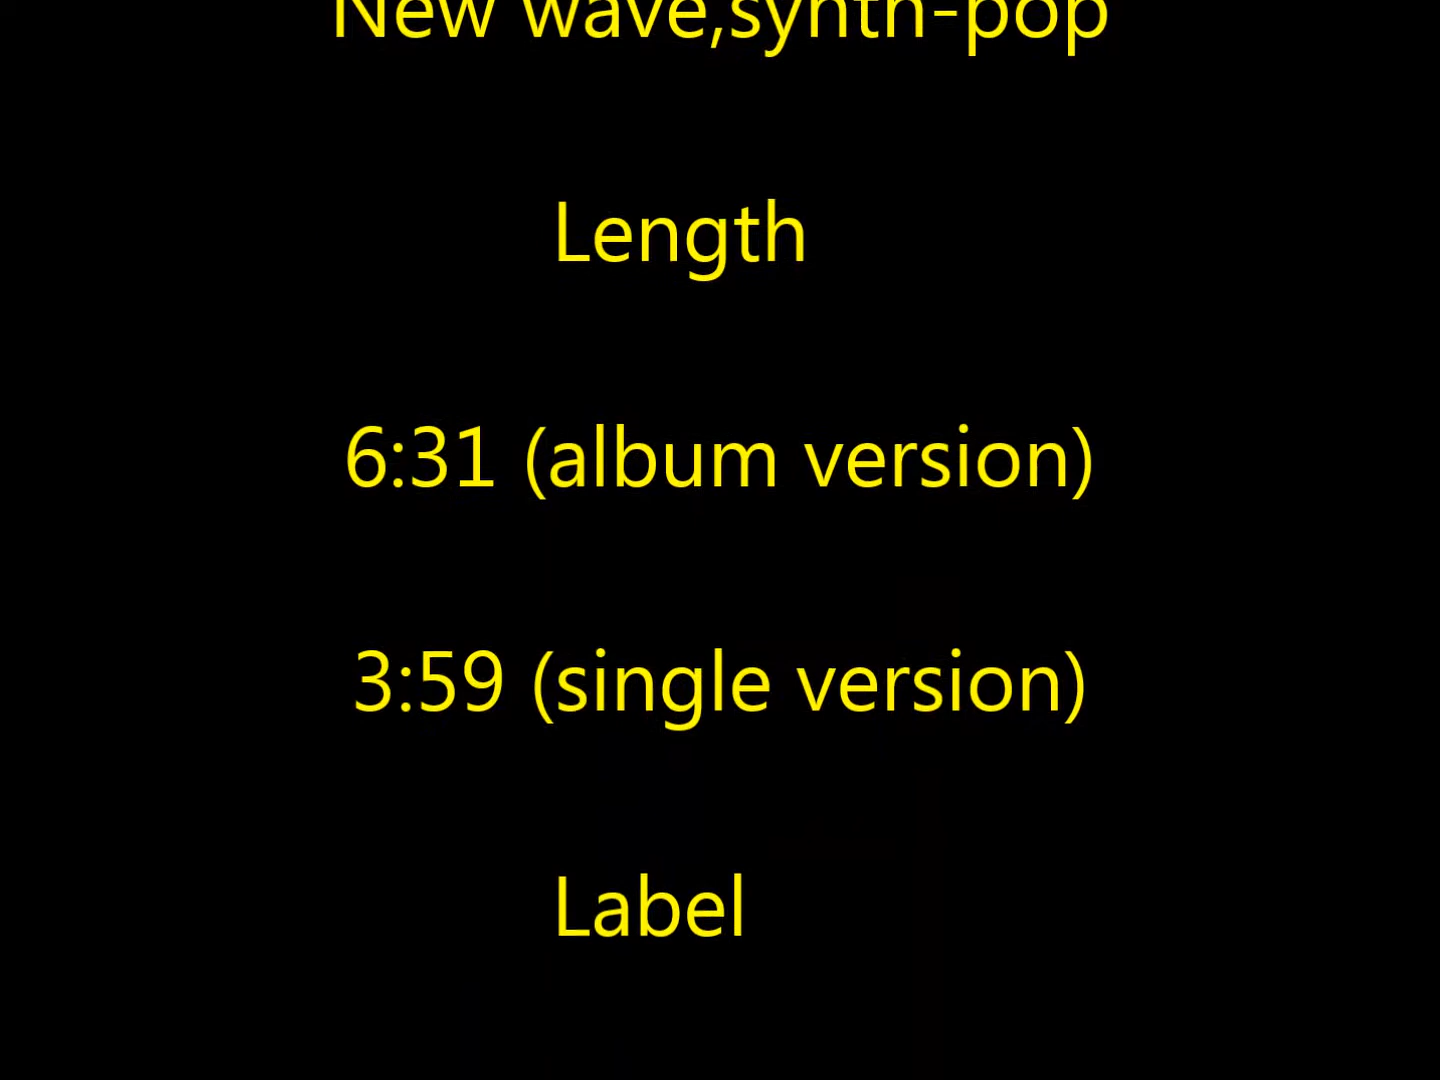 New wave,synth-pop
Length
6:31 (album version)
3:59 (single version)
Label